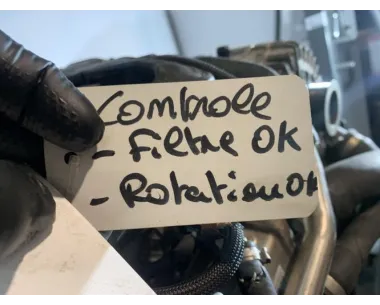 Controle
- Filtre OK
- Rotation OK